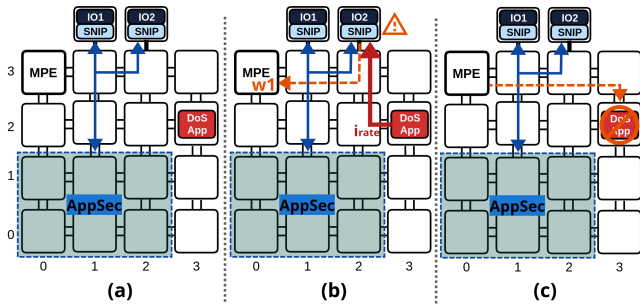 IO1 IO2
SNIP SNIP
3 MPE
2 DoS App
1
AppSec
0
0 1 2 3
(a)
IO1 IO2
SNIP SNIP
MPE
w1
irate
DoS App
AppSec
0 1 2 3
(b)
IO1 IO2
SNIP SNIP
MPE
DoS App
AppSec
0 1 2 3
(c)